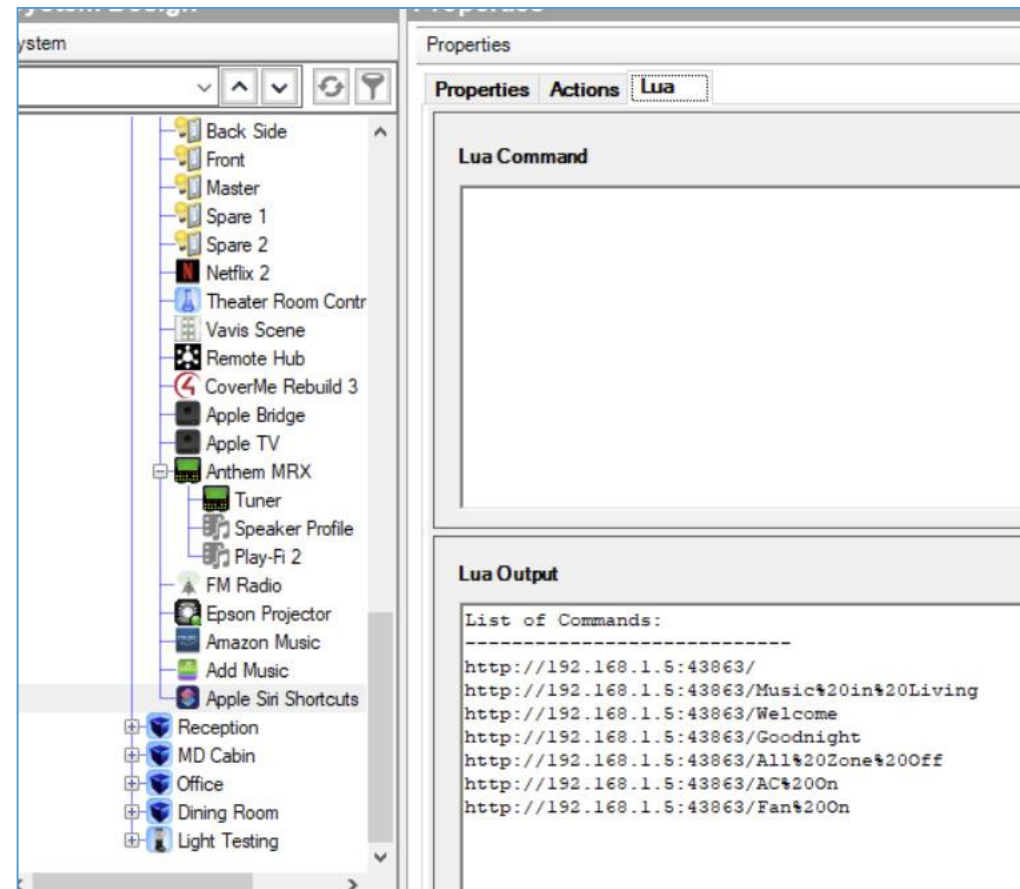 ystem
Back Side
Front
Master
Spare 1
Spare 2
Netflix 2
Theater Room Contr
Vavis Scene
Remote Hub
CoverMe Rebuild 3
Apple Bridge
Apple TV
Anthem MRX
Tuner
Speaker Profile
Play-Fi 2
FM Radio
Epson Projector
Amazon Music
Add Music
Apple Siri Shortcuts
Reception
MD Cabin
Office
Dining Room
Light Testing
Properties
Properties Actions Lua
Lua Command
Lua Output
List of Commands:
----------------------------
http://192.168.1.5:43863/
http://192.168.1.5:43863/Music%20in%20Living
http://192.168.1.5:43863/Welcome
http://192.168.1.5:43863/Goodnight
http://192.168.1.5:43863/All%20Zone%20Off
http://192.168.1.5:43863/AC%20On
http://192.168.1.5:43863/Fan%20On